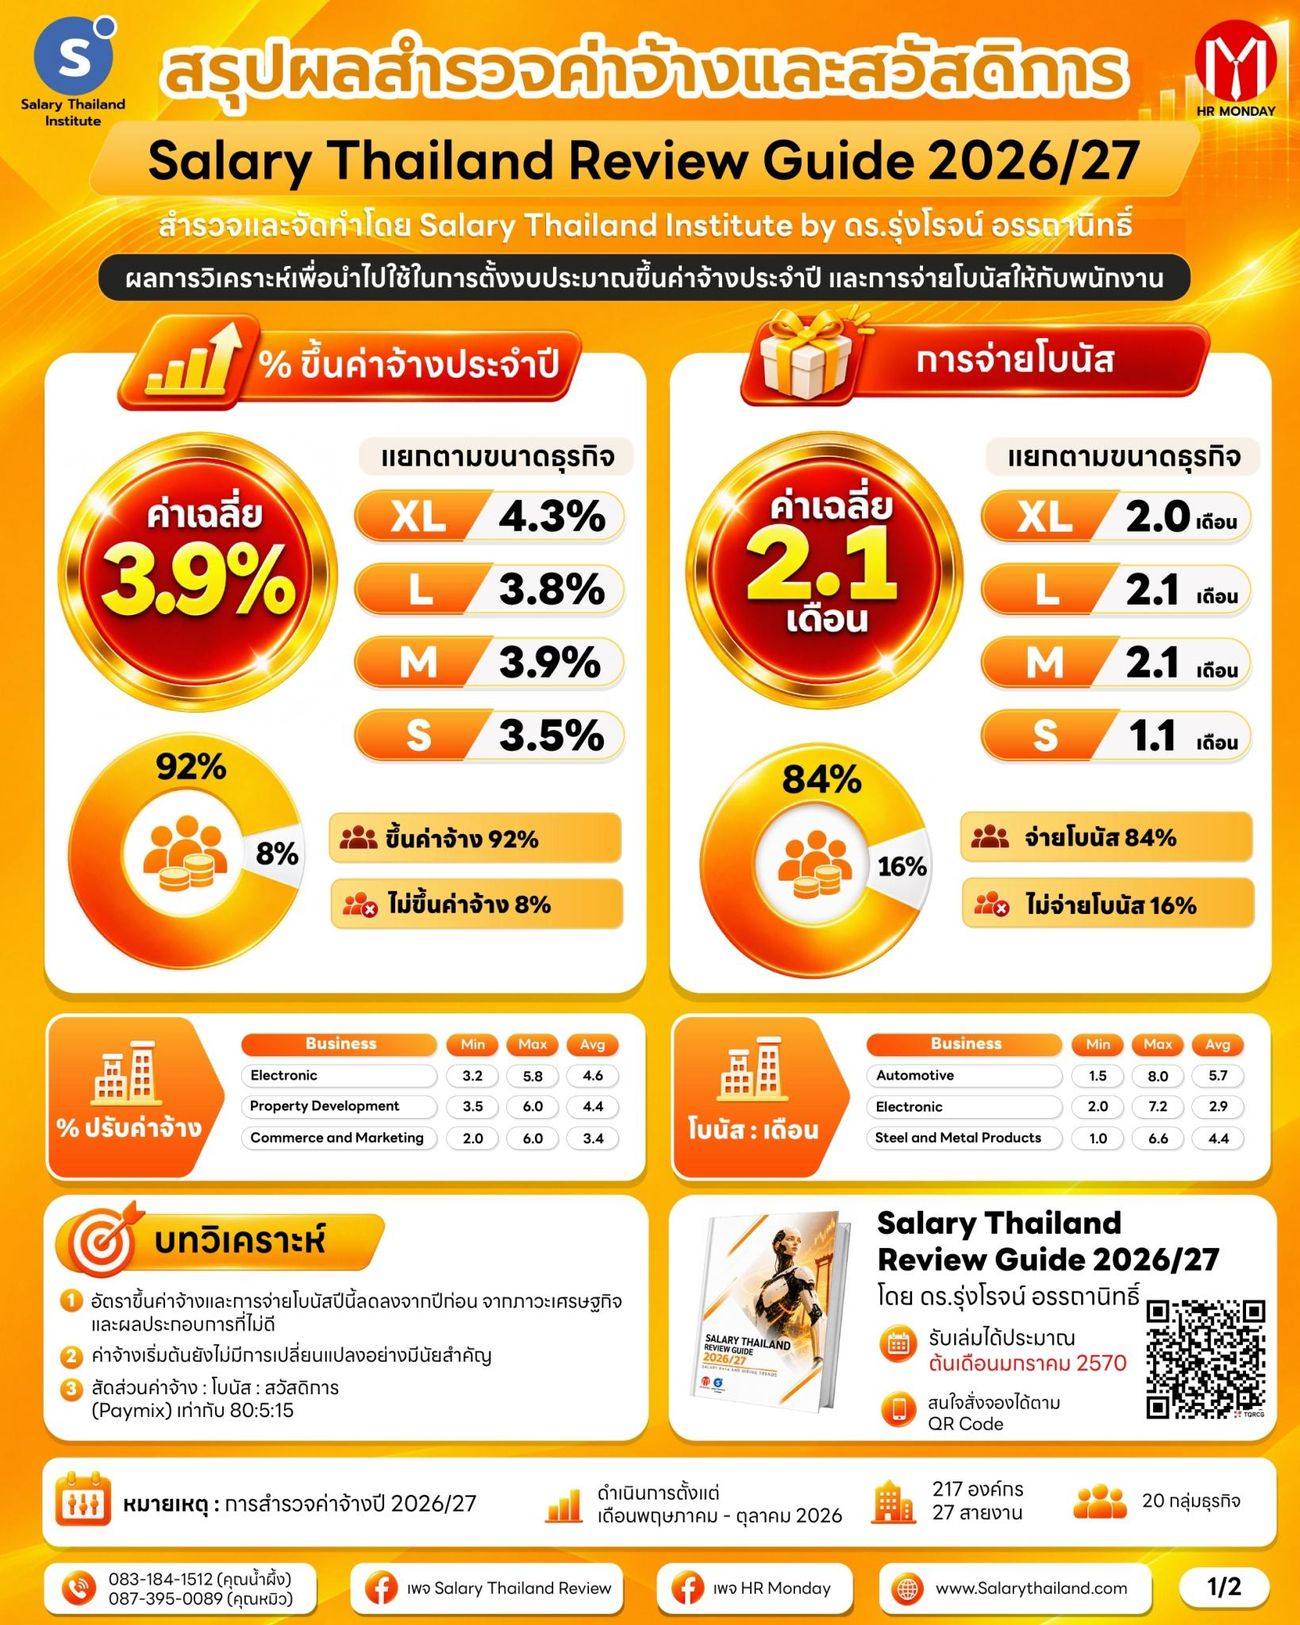 S
Salary Thailand
Institute
HR MONDAY
สรุปผลสำรวจค่าจ้างและสวัสดิการ
Salary Thailand Review Guide 2026/27
สำรวจและจัดทำโดย Salary Thailand Institute by ดร.รุ่งโรจน์ อรรถานิทธิ์
ผลการวิเคราะห์เพื่อนำไปใช้ในการตั้งงบประมาณขึ้นค่าจ้างประจำปี และการจ่ายโบนัสให้กับพนักงาน
% ขึ้นค่าจ้างประจำปี
ค่าเฉลี่ย
3.9%
แยกตามขนาดธุรกิจ
XL 4.3%
L 3.8%
M 3.9%
S 3.5%
92%
8%
ขึ้นค่าจ้าง 92%
ไม่ขึ้นค่าจ้าง 8%
การจ่ายโบนัส
ค่าเฉลี่ย
2.1
เดือน
แยกตามขนาดธุรกิจ
XL 2.0 เดือน
L 2.1 เดือน
M 2.1 เดือน
S 1.1 เดือน
84%
16%
จ่ายโบนัส 84%
ไม่จ่ายโบนัส 16%
% ปรับค่าจ้าง
Business Min Max Avg
Electronic 3.2 5.8 4.6
Property Development 3.5 6.0 4.4
Commerce and Marketing 2.0 6.0 3.4
โบนัส : เดือน
Business Min Max Avg
Automotive 1.5 8.0 5.7
Electronic 2.0 7.2 2.9
Steel and Metal Products 1.0 6.6 4.4
บทวิเคราะห์
1 อัตราขึ้นค่าจ้างและการจ่ายโบนัสปีนี้ลดลงจากปีก่อน จากภาวะเศรษฐกิจ
และผลประกอบการที่ไม่ดี
2 ค่าจ้างเริ่มต้นยังไม่มีการเปลี่ยนแปลงอย่างมีนัยสำคัญ
3 สัดส่วนค่าจ้าง : โบนัส : สวัสดิการ
(Paymix) เท่ากับ 80:5:15
SALARY THAILAND
REVIEW GUIDE
2026/27
SALARY DATA AND HIRING TRENDS
Salary Thailand
Review Guide 2026/27
โดย ดร.รุ่งโรจน์ อรรถานิทธิ์
รับเล่มได้ประมาณ
ต้นเดือนมกราคม 2570
สนใจสั่งจองได้ตาม
QR Code
TQRCG
หมายเหตุ : การสำรวจค่าจ้างปี 2026/27
ดำเนินการตั้งแต่
เดือนพฤษภาคม - ตุลาคม 2026
217 องค์กร
27 สายงาน
20 กลุ่มธุรกิจ
083-184-1512 (คุณน้ำผึ้ง)
087-395-0089 (คุณหมิว)
เพจ Salary Thailand Review
เพจ HR Monday
www.Salarythailand.com
1/2